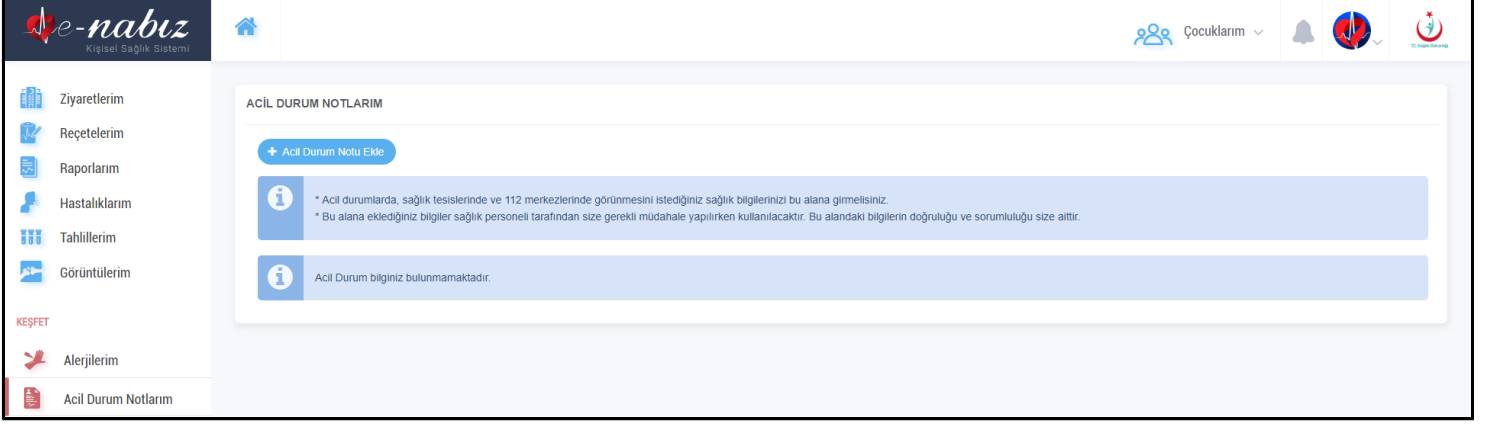 e-nabız
Kişisel Sağlık Sistemi
Çocuklarım
T.C. Sağlık Bakanlığı
Ziyaretlerim
Reçetelerim
Raporlarım
Hastalıklarım
Tahlillerim
Görüntülerim
KEŞFET
Alerjilerim
Acil Durum Notlarım
ACİL DURUM NOTLARIM
+ Acil Durum Notu Ekle
* Acil durumlarda, sağlık tesislerinde ve 112 merkezlerinde görünmesini istediğiniz sağlık bilgilerinizi bu alana girmelisiniz.
* Bu alana eklediğiniz bilgiler sağlık personeli tarafından size gerekli müdahale yapılırken kullanılacaktır. Bu alandaki bilgilerin doğruluğu ve sorumluluğu size aittir.
Acil Durum bilginiz bulunmamaktadır.